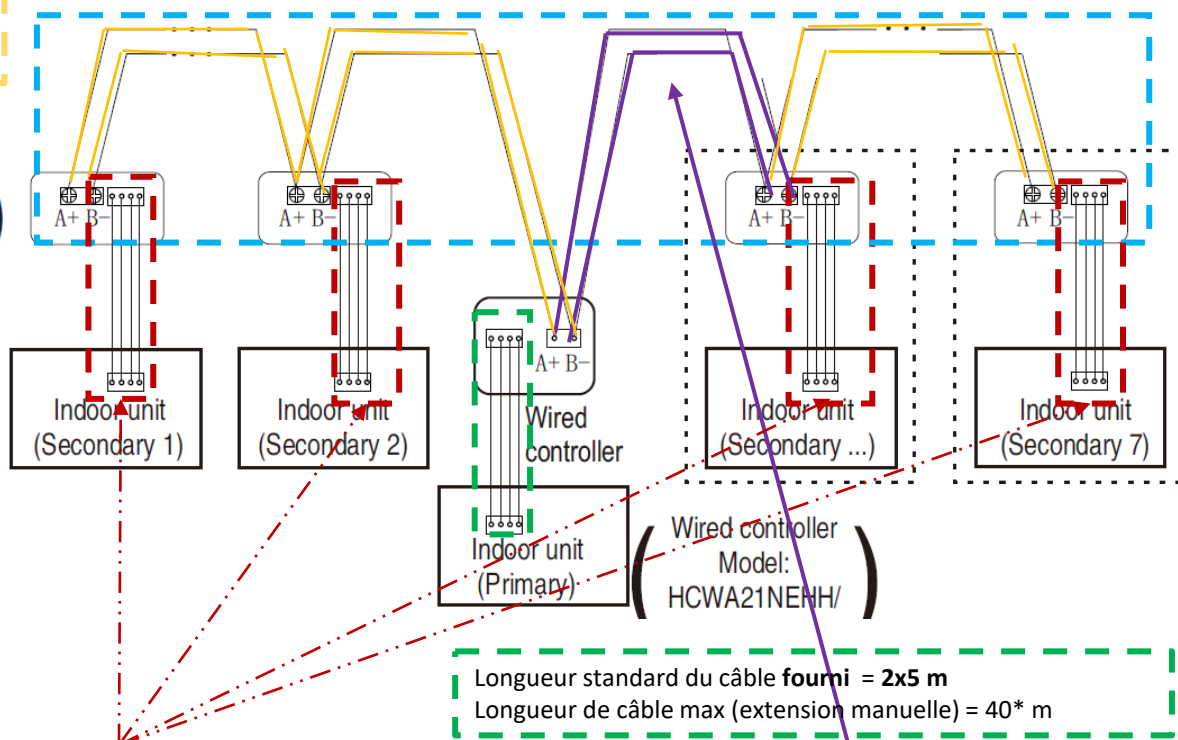 A+ B-
A+ B-
A+ B-
A+ B-
A+ B-
Indoor unit
(Secondary 1)
Indoor unit
(Secondary 2)
Wired
controller
Indoor unit
(Secondary ...)
Indoor unit
(Secondary 7)
Indoor unit
(Primary)
Wired controller
Model:
HCWA21NEHH/
Longueur standard du câble fourni = 2x5 m
Longueur de câble max (extension manuelle) = 40* m